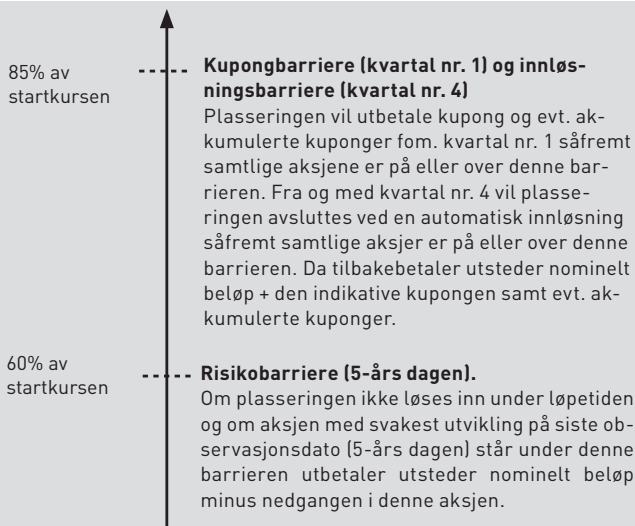 85% av
startkursen
Kupongbarriere (kvartal nr. 1) og innløs-
ningsbarriere (kvartal nr. 4)
Plasseringen vil utbetale kupong og evt. ak-
kumulerte kuponger fom. kvartal nr. 1 såfremt
samtlige aksjene er på eller over denne bar-
rieren. Fra og med kvartal nr. 4 vil plasse-
ringen avsluttes ved en automatisk innløsning
såfremt samtlige aksjer er på eller over denne
barrieren. Da tilbakebetaler utsteder nominelt
beløp + den indikative kupongen samt evt. ak-
kumulerte kuponger.
60% av
startkursen
Risikobarriere (5-års dagen).
Om plasseringen ikke løses inn under løpetiden
og om aksjen med svakest utvikling på siste ob-
servasjonsdato (5-års dagen) står under denne
barrieren utbetaler utsteder nominelt beløp
minus nedgangen i denne aksjen.